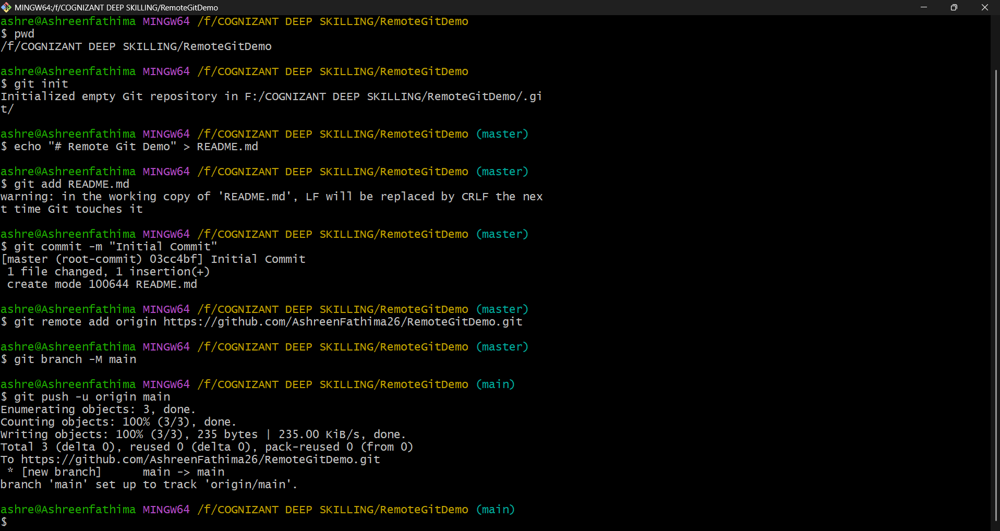 MINGW64:/f/COGNIZANT DEEP SKILLING/RemoteGitDemo
ashre@Ashreenfathima MINGW64 /f/COGNIZANT DEEP SKILLING/RemoteGitDemo
$ pwd
/f/COGNIZANT DEEP SKILLING/RemoteGitDemo
ashre@Ashreenfathima MINGW64 /f/COGNIZANT DEEP SKILLING/RemoteGitDemo
$ git init
Initialized empty Git repository in F:/COGNIZANT DEEP SKILLING/RemoteGitDemo/.gi
t/
ashre@Ashreenfathima MINGW64 /f/COGNIZANT DEEP SKILLING/RemoteGitDemo (master)
$ echo "# Remote Git Demo" > README.md
ashre@Ashreenfathima MINGW64 /f/COGNIZANT DEEP SKILLING/RemoteGitDemo (master)
$ git add README.md
warning: in the working copy of 'README.md', LF will be replaced by CRLF the nex
t time Git touches it
ashre@Ashreenfathima MINGW64 /f/COGNIZANT DEEP SKILLING/RemoteGitDemo (master)
$ git commit -m "Initial Commit"
[master (root-commit) 03cc4bf] Initial Commit
 1 file changed, 1 insertion(+)
 create mode 100644 README.md
ashre@Ashreenfathima MINGW64 /f/COGNIZANT DEEP SKILLING/RemoteGitDemo (master)
$ git remote add origin https://github.com/AshreenFathima26/RemoteGitDemo.git
ashre@Ashreenfathima MINGW64 /f/COGNIZANT DEEP SKILLING/RemoteGitDemo (master)
$ git branch -M main
ashre@Ashreenfathima MINGW64 /f/COGNIZANT DEEP SKILLING/RemoteGitDemo (main)
$ git push -u origin main
Enumerating objects: 3, done.
Counting objects: 100% (3/3), done.
Writing objects: 100% (3/3), 235 bytes | 235.00 KiB/s, done.
Total 3 (delta 0), reused 0 (delta 0), pack-reused 0 (from 0)
To https://github.com/AshreenFathima26/RemoteGitDemo.git
 * [new branch]      main -> main
branch 'main' set up to track 'origin/main'.
ashre@Ashreenfathima MINGW64 /f/COGNIZANT DEEP SKILLING/RemoteGitDemo (main)
$